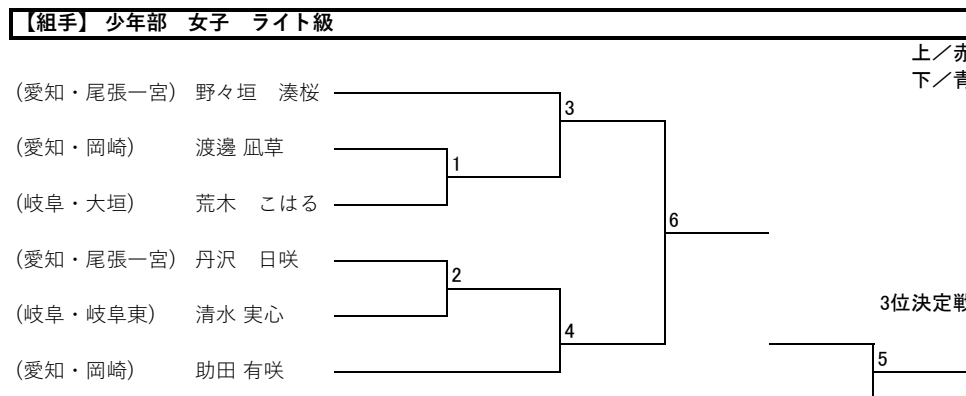 【組手】 少年部　女子　ライト級
上／赤
下／青
(愛知・尾張一宮)　野々垣　湊桜
3
(愛知・岡崎)　渡邊 凪草
1
(岐阜・大垣)　荒木　こはる
6
(愛知・尾張一宮)　丹沢　日咲
2
3位決定戦
(岐阜・岐阜東)　清水 実心
4
5
(愛知・岡崎)　助田 有咲